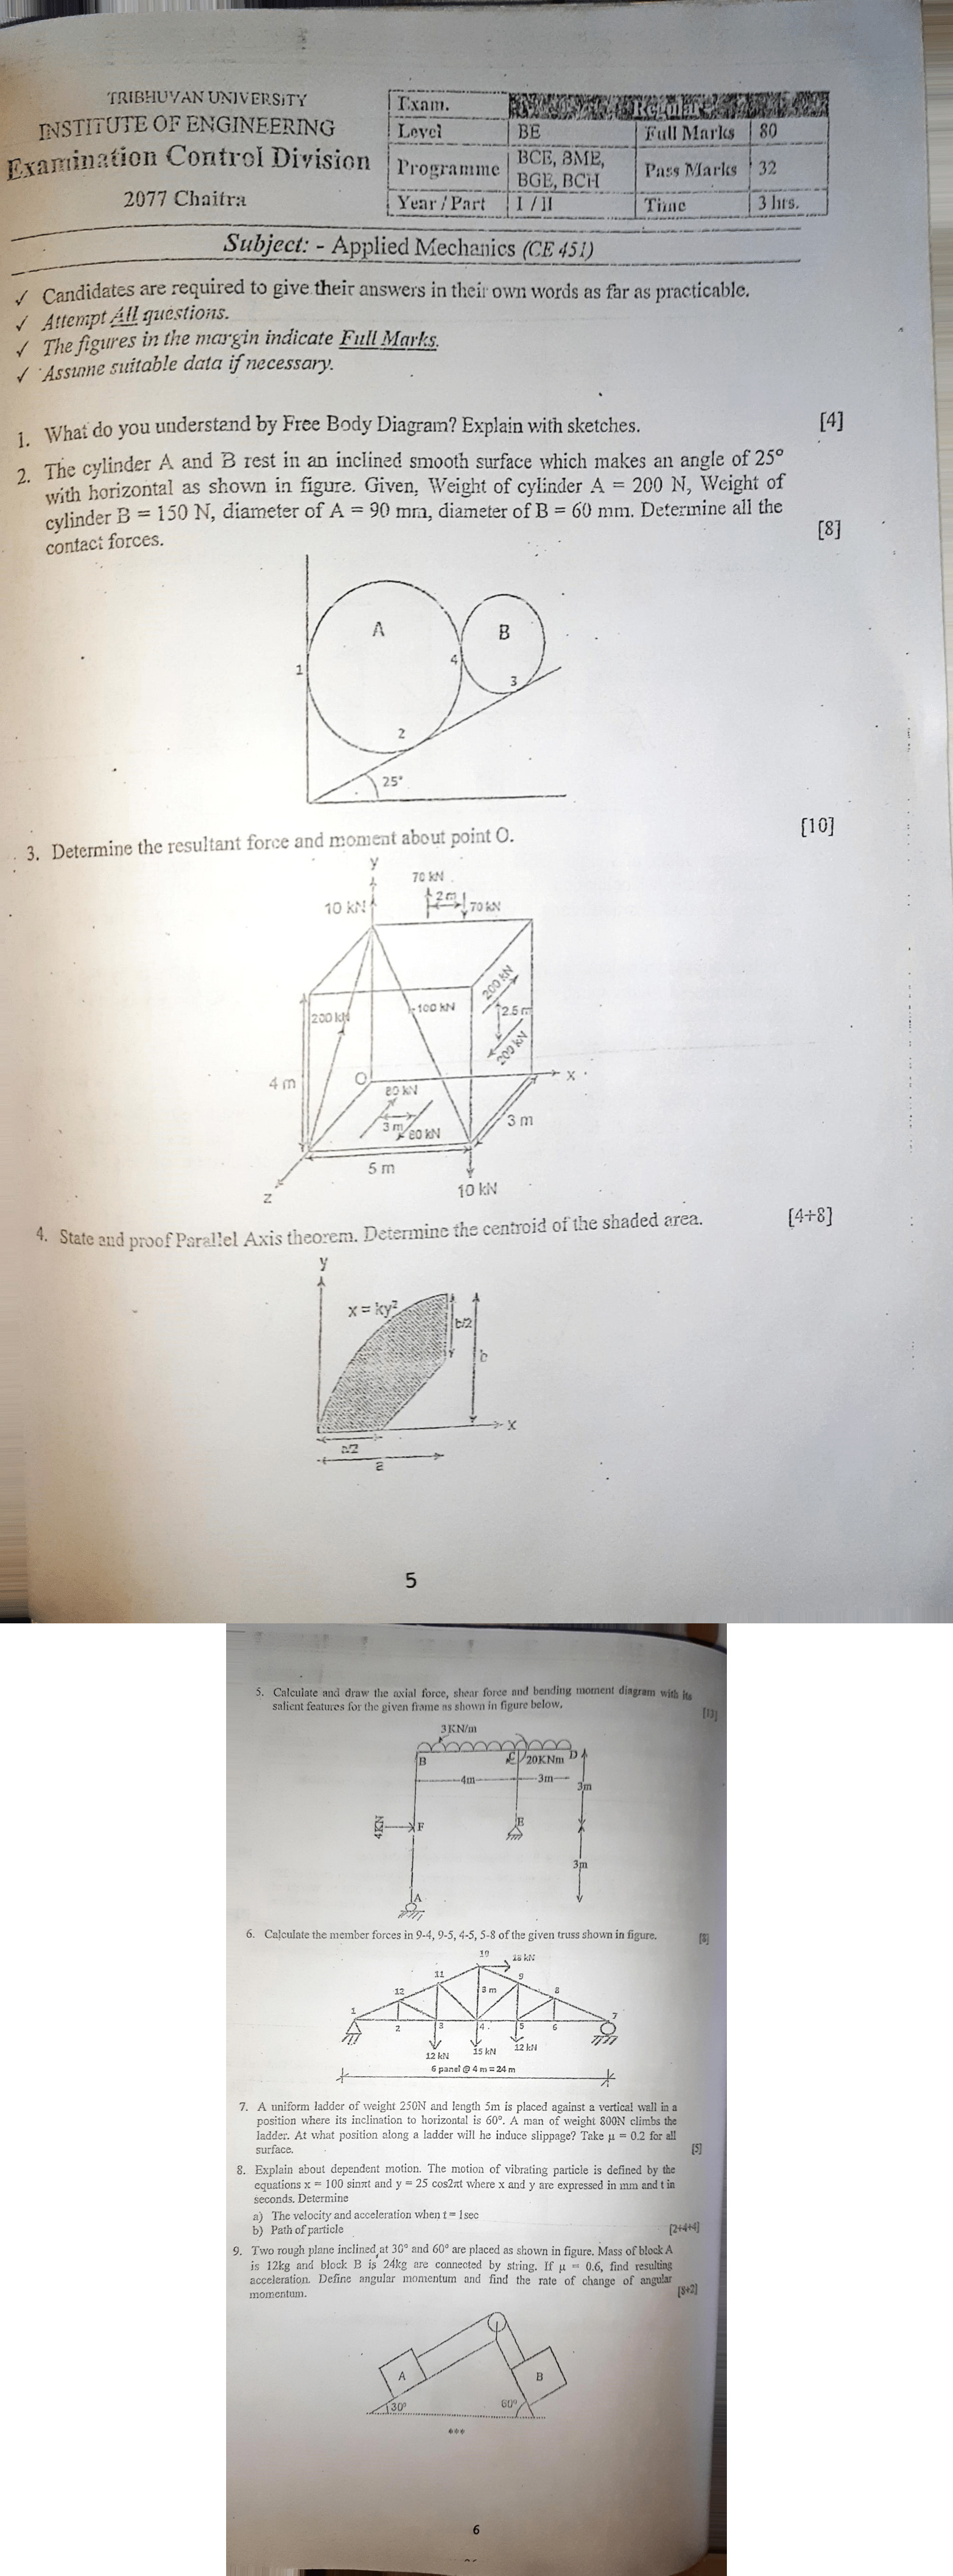 TRIBHUVAN UNIVERSITY
INSTITUTE OF ENGINEERING
Examination Control Division
2077 Chaitra
Exam. Regular
Level BE Full Marks 80
Programme BCE, BME, BGE, BCH Pass Marks 32
Year / Part I / II Time 3 hrs.
Subject: - Applied Mechanics (CE 451)
✓ Candidates are required to give their answers in their own words as far as practicable.
✓ Attempt All questions.
✓ The figures in the margin indicate Full Marks.
✓ Assume suitable data if necessary.
1. What do you understand by Free Body Diagram? Explain with sketches. [4]
2. The cylinder A and B rest in an inclined smooth surface which makes an angle of 25°
with horizontal as shown in figure. Given, Weight of cylinder A = 200 N, Weight of
cylinder B = 150 N, diameter of A = 90 mm, diameter of B = 60 mm. Determine all the
contact forces. [8]
A
B
1
4
3
2
25°
3. Determine the resultant force and moment about point O. [10]
y
70 kN
10 kN
2 m
70 kN
200 kN
100 kN
200 kN
2.5 m
200 kN
4 m
O
x
80 kN
3 m
80 kN
3 m
5 m
z
10 kN
4. State and proof Parallel Axis theorem. Determine the centroid of the shaded area. [4+8]
y
x = ky²
b/2
b
x
a/2
a
5
5. Calculate and draw the axial force, shear force and bending moment diagram with its
salient features for the given frame as shown in figure below. [13]
3KN/m
B
C
20KNm
D
4m
3m
3m
4KN
F
E
3m
A
6. Calculate the member forces in 9-4, 9-5, 4-5, 5-8 of the given truss shown in figure. [8]
10
18 kN
11
9
12
3 m
8
1
7
2
3
4
5
6
12 kN
15 kN
12 kN
6 panel @ 4 m = 24 m
7. A uniform ladder of weight 250N and length 5m is placed against a vertical wall in a
position where its inclination to horizontal is 60°. A man of weight 800N climbs the
ladder. At what position along a ladder will he induce slippage? Take μ = 0.2 for all
surface. [5]
8. Explain about dependent motion. The motion of vibrating particle is defined by the
equations x = 100 sinπt and y = 25 cos2πt where x and y are expressed in mm and t in
seconds. Determine
a) The velocity and acceleration when t = 1sec
b) Path of particle [2+4+4]
9. Two rough plane inclined at 30° and 60° are placed as shown in figure. Mass of block A
is 12kg and block B is 24kg are connected by string. If μ = 0.6, find resulting
acceleration. Define angular momentum and find the rate of change of angular
momentum. [8+2]
A
B
30°
60°
***
6